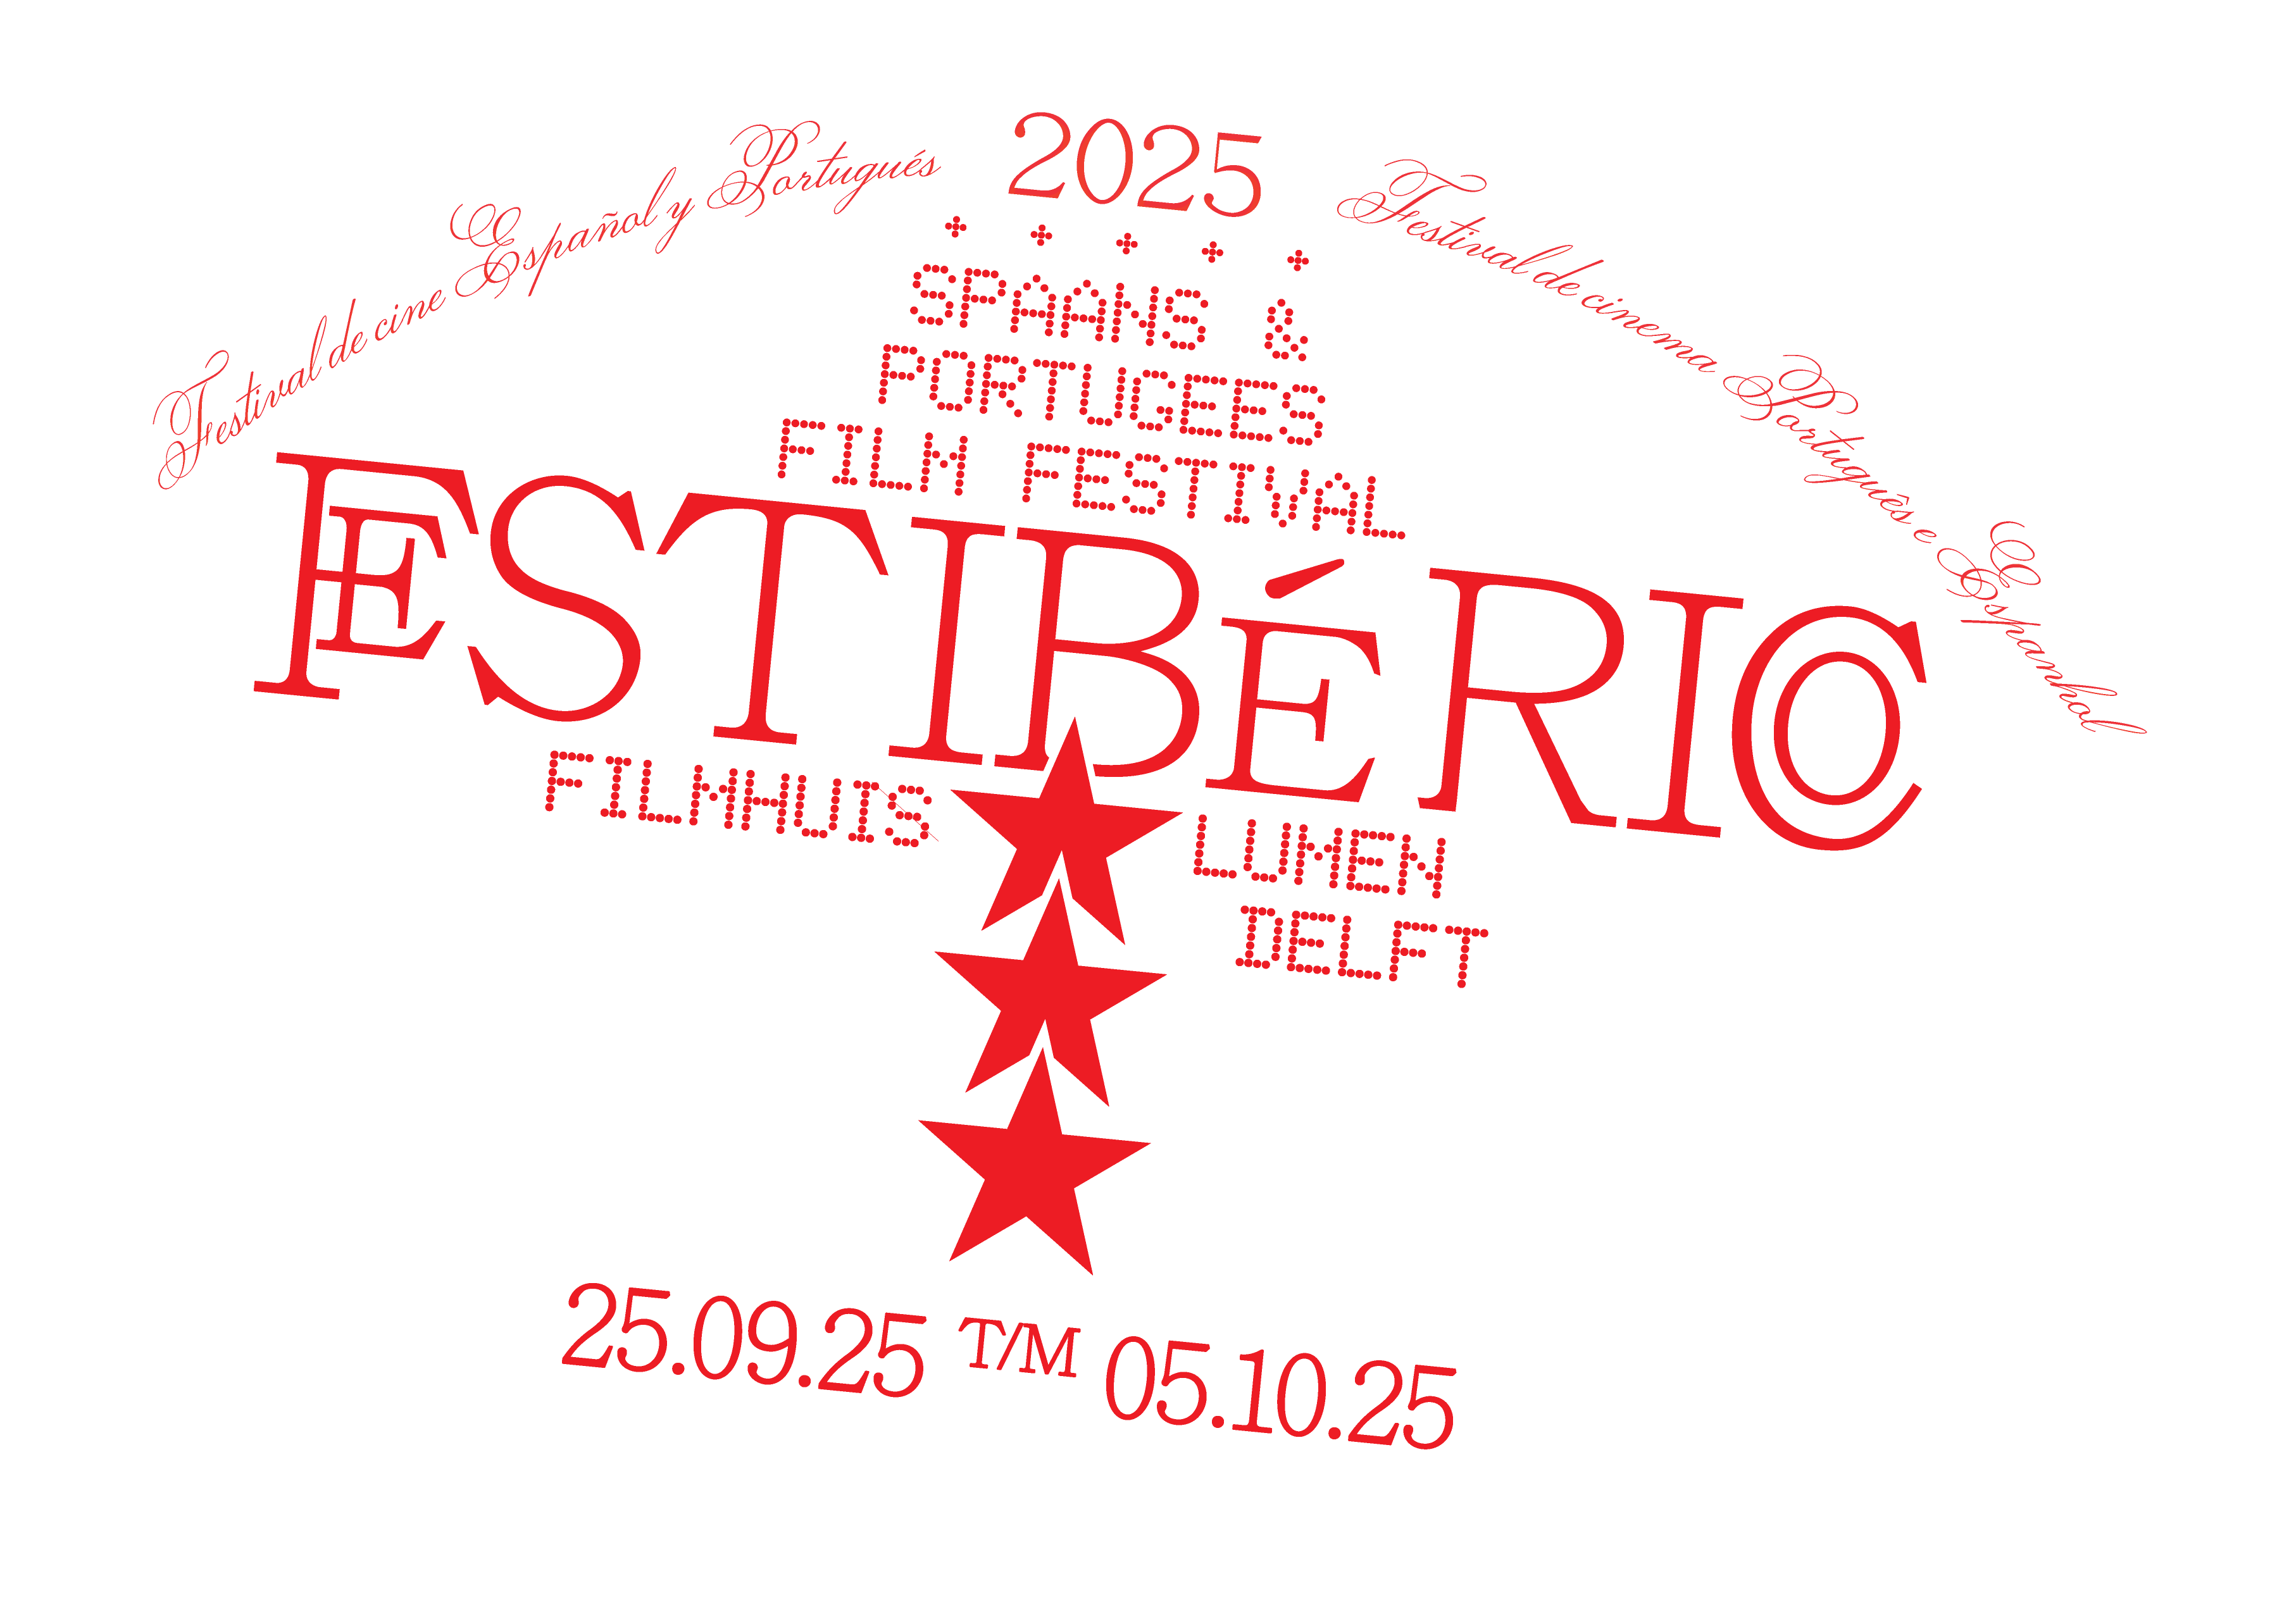 2025
Festival de cine Español y Portugués
Festival de cinema Português e Espanhol
SPAANS &
PORTUGEES
FILM FESTIVAL
FESTIBÉRICO
FILMHUIS
LUMEN
DELFT
25.09.25 T/M 05.10.25